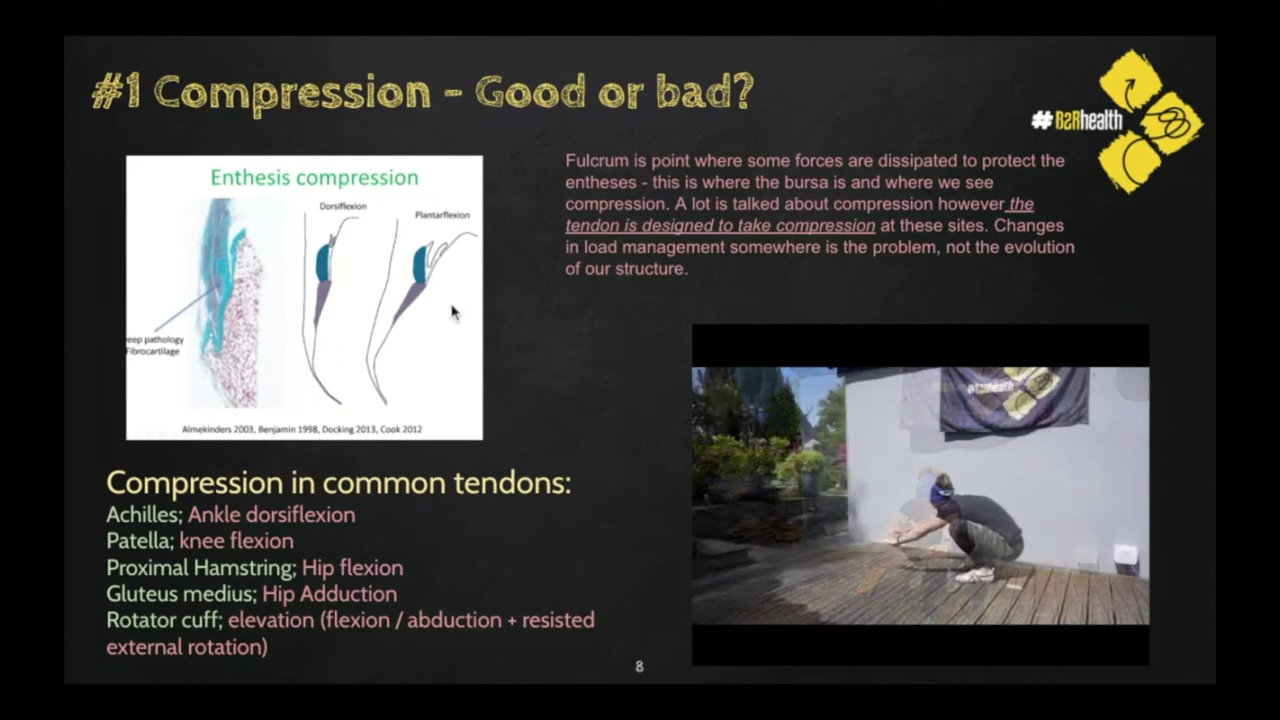 #1 Compression - Good or bad?
# B2Rhealth
Fulcrum is point where some forces are dissipated to protect the
entheses - this is where the bursa is and where we see
compression. A lot is talked about compression however the
tendon is designed to take compression at these sites. Changes
in load management somewhere is the problem, not the evolution
of our structure.
Enthesis compression
Dorsiflexion
Plantarflexion
eep pathology
Fibrocartilage
Almekinders 2003, Benjamin 1998, Docking 2013, Cook 2012
Compression in common tendons:
Achilles; Ankle dorsiflexion
Patella; knee flexion
Proximal Hamstring; Hip flexion
Gluteus medius; Hip Adduction
Rotator cuff; elevation (flexion / abduction + resisted
external rotation)
8